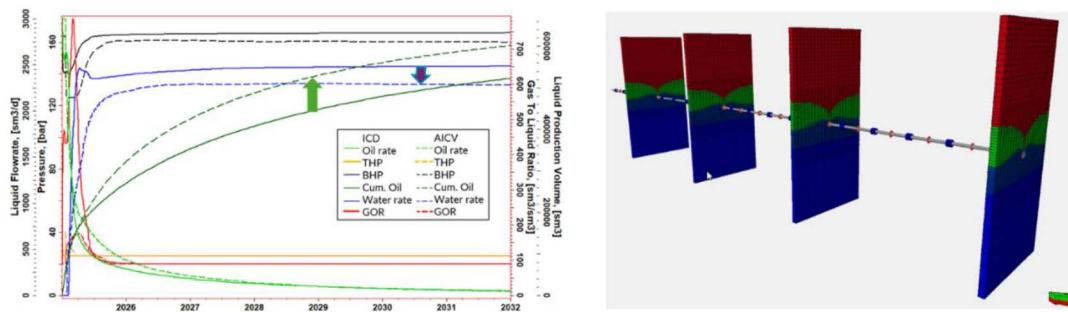 Liquid Flowrate, [sm3/d]
3000
2500
2000
1500
1000
500
0
Pressure, [bar]
160
120
80
40
0
ICD AICV
Oil rate Oil rate
THP THP
BHP BHP
Cum. Oil Cum. Oil
Water rate Water rate
GOR GOR
2026 2027 2028 2029 2030 2031 2032
Gas To Liquid Ratio, [sm3/sm3]
700
600
500
400
300
200
100
0
Liquid Production Volume, [sm3]
600000
400000
200000
0